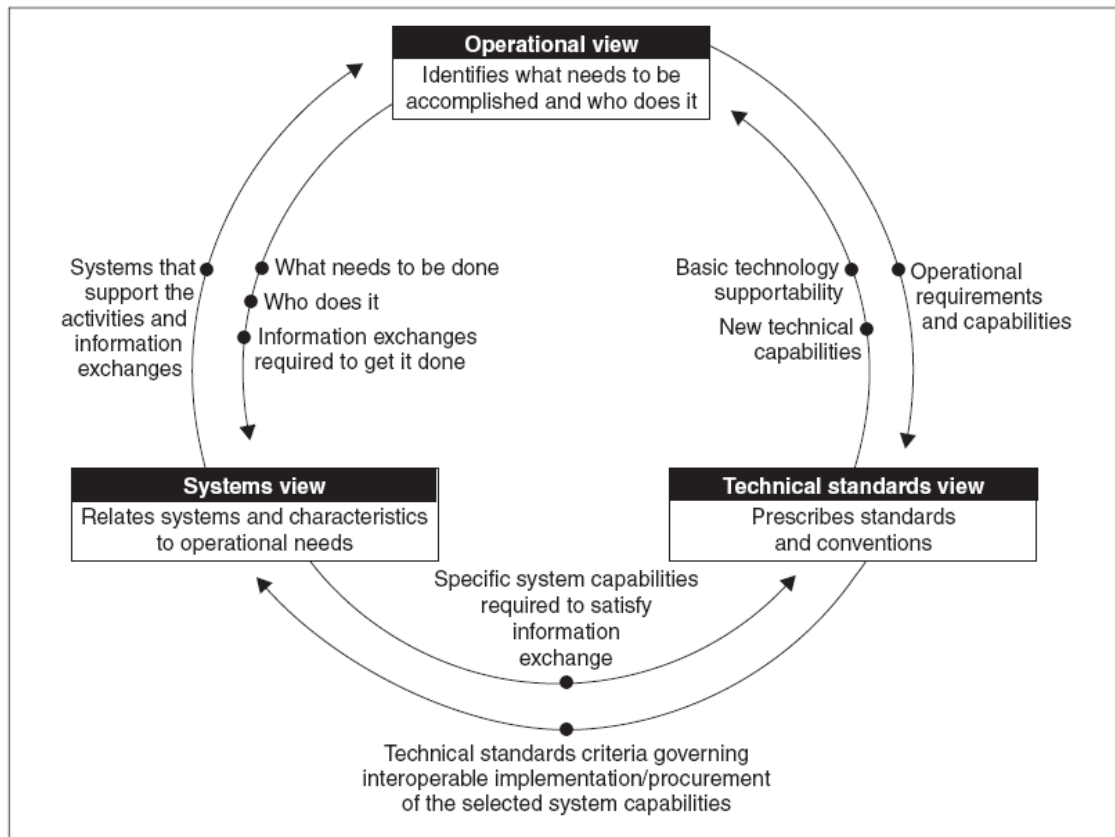 Operational view
Identifies what needs to be
accomplished and who does it
Systems that
support the
activities and
information
exchanges
What needs to be done
Who does it
Information exchanges
required to get it done
Basic technology
supportability
New technical
capabilities
Operational
requirements
and capabilities
Systems view
Relates systems and characteristics
to operational needs
Technical standards view
Prescribes standards
and conventions
Specific system capabilities
required to satisfy
information
exchange
Technical standards criteria governing
interoperable implementation/procurement
of the selected system capabilities